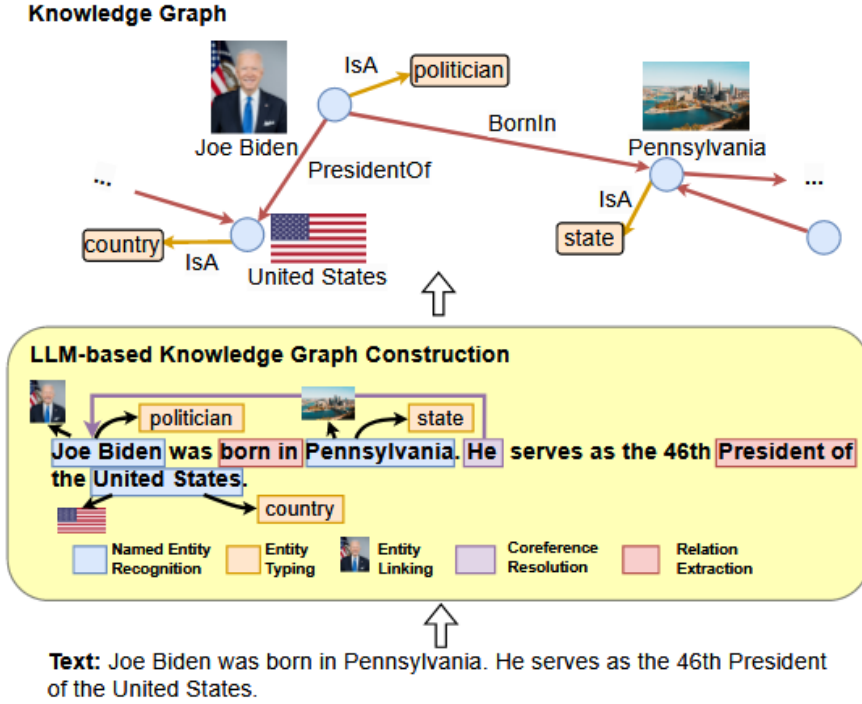 Knowledge Graph
IsA
politician
Joe Biden
BornIn
Pennsylvania
PresidentOf
...
...
IsA
country
IsA
state
United States
LLM-based Knowledge Graph Construction
politician
state
Joe Biden was born in Pennsylvania. He serves as the 46th President of
the United States.
country
Named Entity
Recognition
Entity
Typing
Entity
Linking
Coreference
Resolution
Relation
Extraction
Text: Joe Biden was born in Pennsylvania. He serves as the 46th President
of the United States.